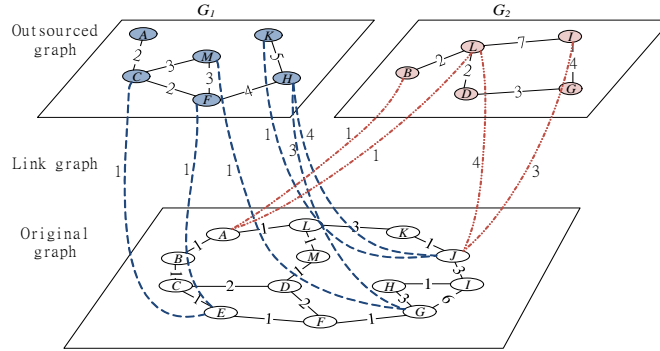 G1 G2
Outsourced graph
A K L I
2 5 7
M 3 2 4
C 3 H B 2
2 F 4 D 3 G
1 4 1
Link graph
1 1 1 3 1 4 3
Original graph
A 1 L 3 K
1 1 1
B M J
1 1 3
C 2 D H 1 I
1 2 3 6
E 1 F 1 G